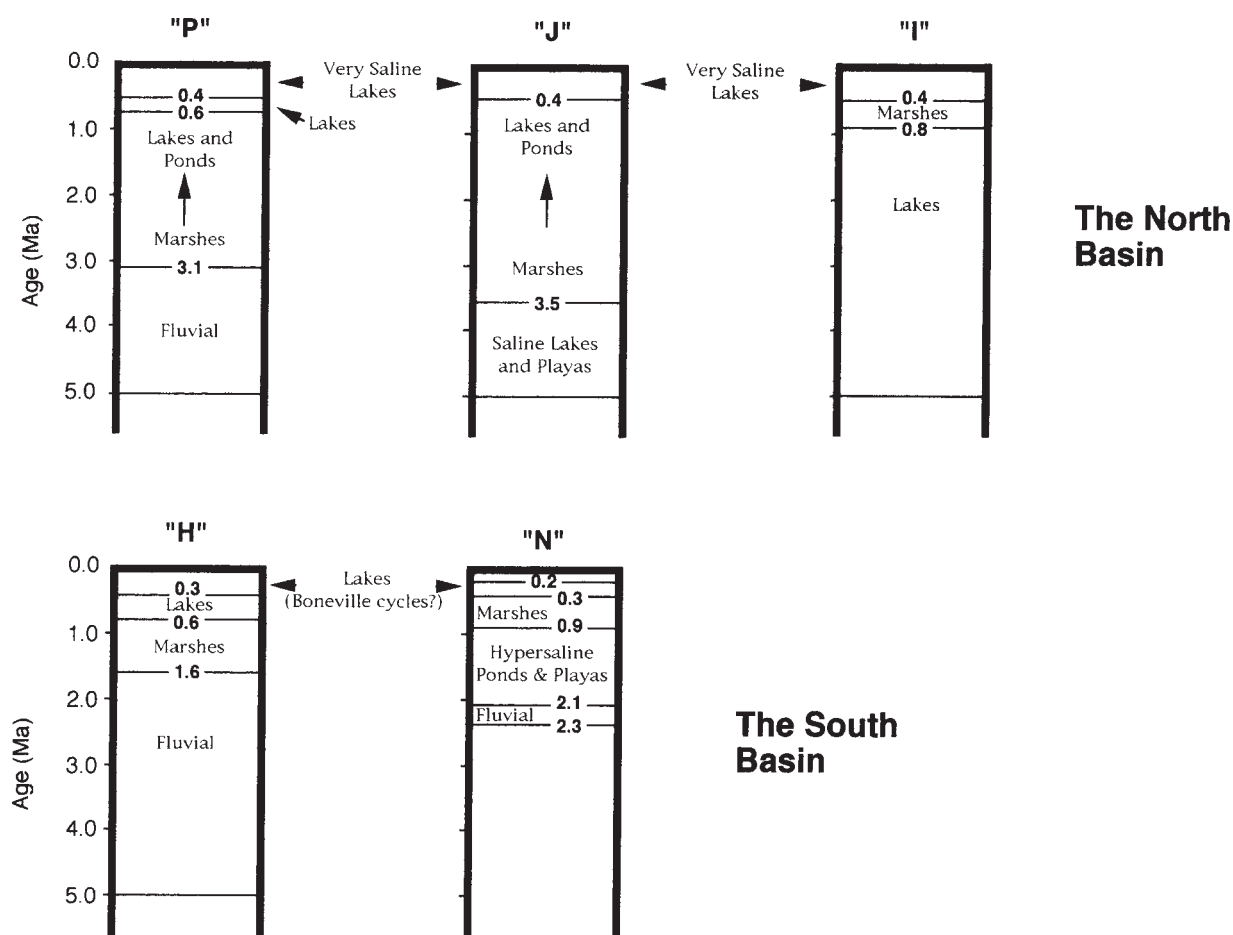 "P"
"J"
"I"
0.0
1.0
2.0
3.0
4.0
5.0
Age (Ma)
0.4
0.6
Lakes and
Ponds
Marshes
3.1
Fluvial
Very Saline
Lakes
Lakes
0.4
Lakes and
Ponds
Marshes
3.5
Saline Lakes
and Playas
Very Saline
Lakes
0.4
Marshes
0.8
Lakes
The North
Basin
"H"
"N"
0.0
1.0
2.0
3.0
4.0
5.0
Age (Ma)
0.3
Lakes
0.6
Marshes
1.6
Fluvial
Lakes
(Boneville cycles?)
0.2
0.3
Marshes
0.9
Hypersaline
Ponds & Playas
2.1
Fluvial
2.3
The South
Basin